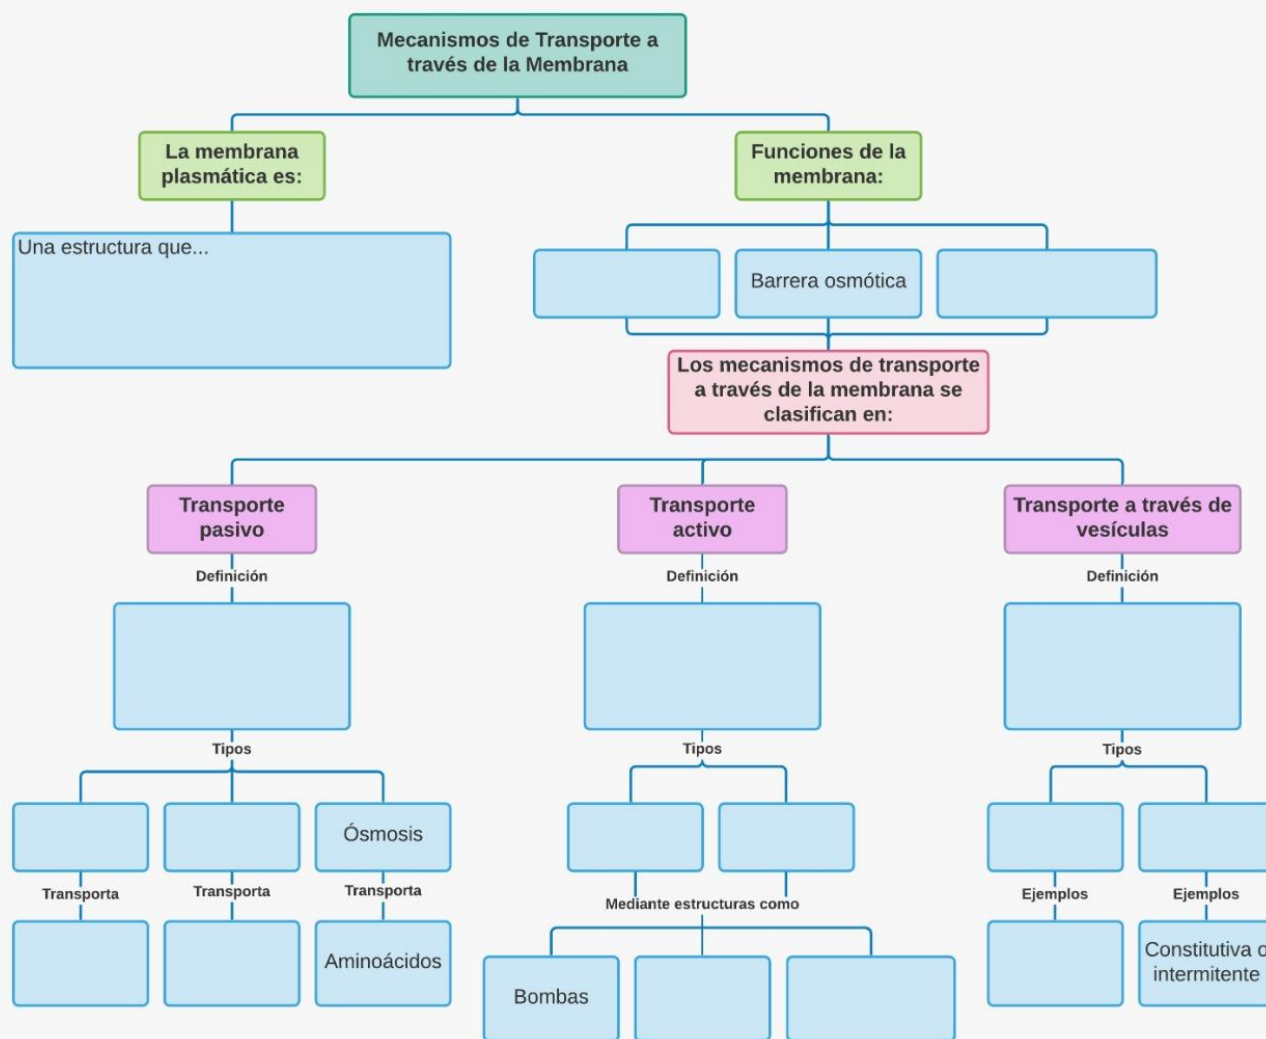 Mecanismos de Transporte a
través de la Membrana
La membrana
plasmática es:
Funciones de la
membrana:
Una estructura que...
Barrera osmótica
Los mecanismos de transporte
a través de la membrana se
clasifican en:
Transporte
pasivo
Transporte
activo
Transporte a través de
vesículas
Definición
Definición
Definición
Tipos
Tipos
Tipos
Ósmosis
Transporta
Transporta
Transporta
Mediante estructuras como
Ejemplos
Ejemplos
Aminoácidos
Bombas
Constitutiva o
intermitente